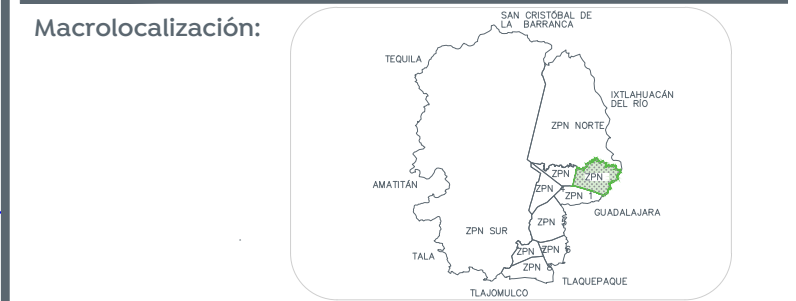 Macrolocalización:
SAN CRISTÓBAL DE
LA BARRANCA
TEQUILA
IXTLAHUACÁN
DEL RÍO
ZPN NORTE
ZPN
ZPN
AMATITÁN
ZPN
ZPN 1
GUADALAJARA
ZPN
ZPN SUR
ZPN
ZPN 6
TALA
ZPN
TLAQUEPAQUE
TLAJOMULCO